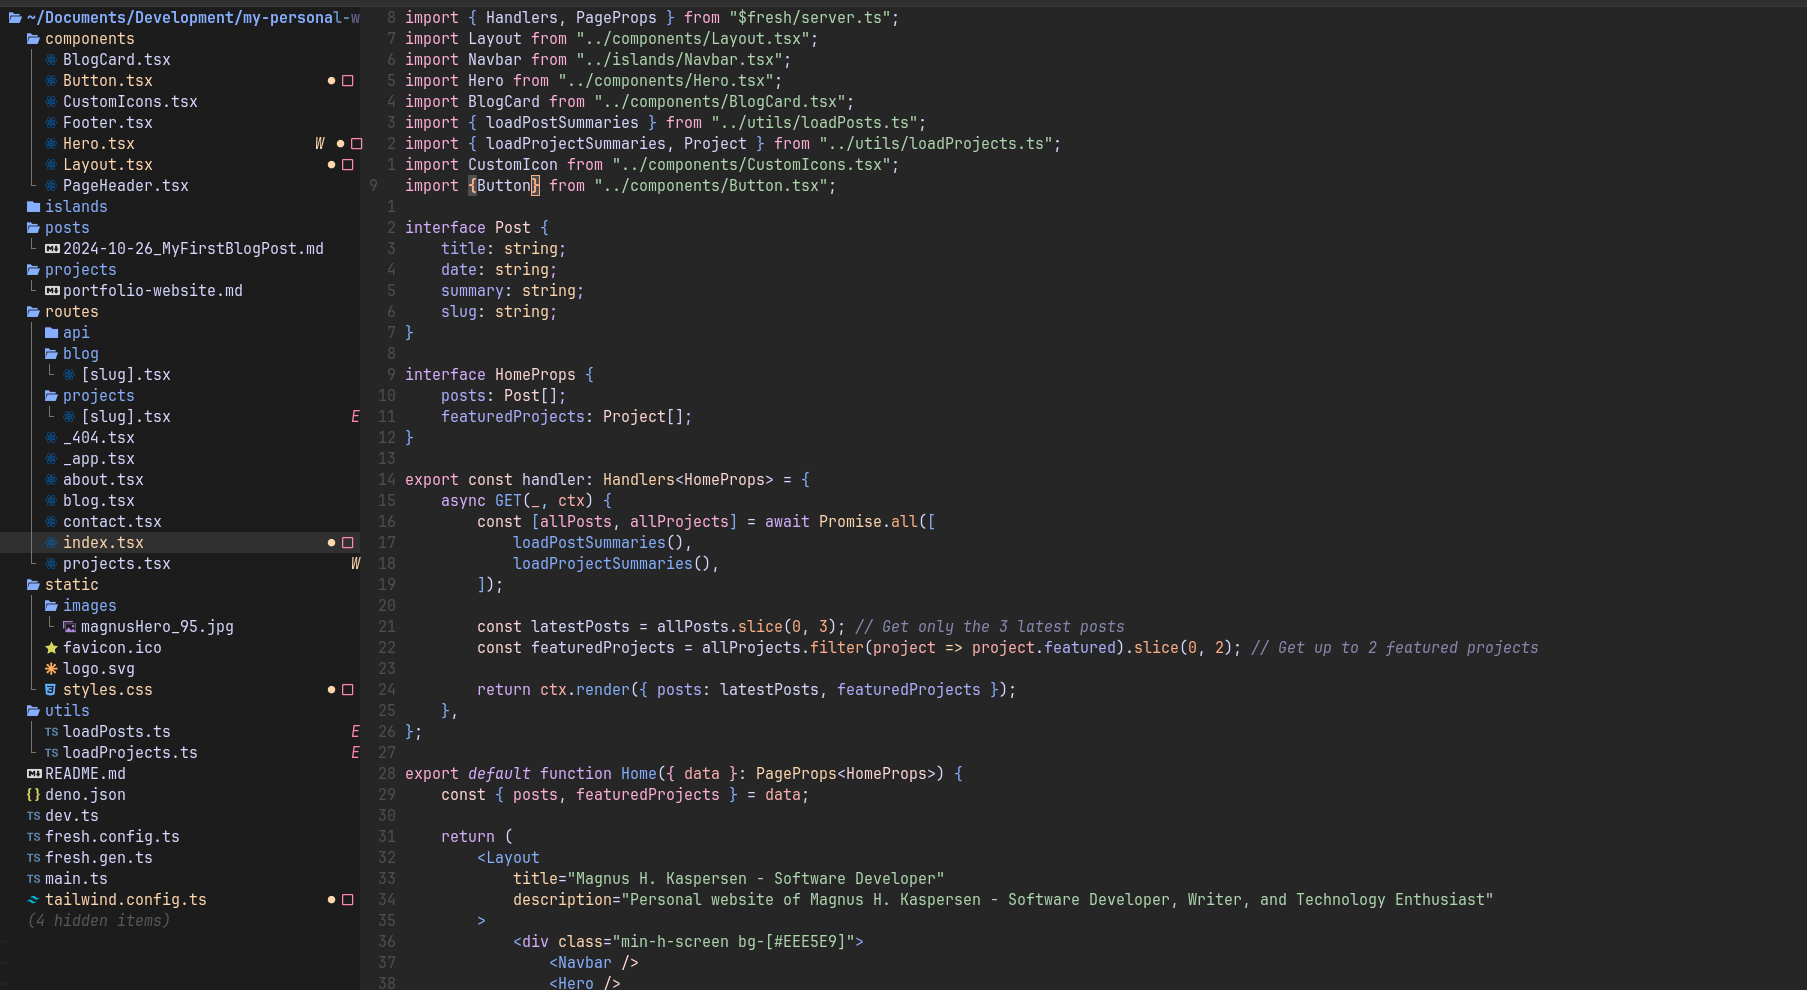 ~/Documents/Development/my-personal-w
components
BlogCard.tsx
Button.tsx
CustomIcons.tsx
Footer.tsx
Hero.tsx W
Layout.tsx
PageHeader.tsx
islands
posts
2024-10-26_MyFirstBlogPost.md
projects
portfolio-website.md
routes
api
blog
[slug].tsx
projects
[slug].tsx E
_404.tsx
_app.tsx
about.tsx
blog.tsx
contact.tsx
index.tsx
projects.tsx W
static
images
magnusHero_95.jpg
favicon.ico
logo.svg
styles.css
utils
TS loadPosts.ts E
TS loadProjects.ts E
README.md
{} deno.json
TS dev.ts
TS fresh.config.ts
TS fresh.gen.ts
TS main.ts
tailwind.config.ts
(4 hidden items)
8 import { Handlers, PageProps } from "$fresh/server.ts";
7 import Layout from "../components/Layout.tsx";
6 import Navbar from "../islands/Navbar.tsx";
5 import Hero from "../components/Hero.tsx";
4 import BlogCard from "../components/BlogCard.tsx";
3 import { loadPostSummaries } from "../utils/loadPosts.ts";
2 import { loadProjectSummaries, Project } from "../utils/loadProjects.ts";
1 import CustomIcon from "../components/CustomIcons.tsx";
9 import {Button} from "../components/Button.tsx";
1
2 interface Post {
3     title: string;
4     date: string;
5     summary: string;
6     slug: string;
7 }
8
9 interface HomeProps {
10     posts: Post[];
11     featuredProjects: Project[];
12 }
13
14 export const handler: Handlers<HomeProps> = {
15     async GET(_, ctx) {
16         const [allPosts, allProjects] = await Promise.all([
17             loadPostSummaries(),
18             loadProjectSummaries(),
19         ]);
20
21         const latestPosts = allPosts.slice(0, 3); // Get only the 3 latest posts
22         const featuredProjects = allProjects.filter(project => project.featured).slice(0, 2); // Get up to 2 featured projects
23
24         return ctx.render({ posts: latestPosts, featuredProjects });
25     },
26 };
27
28 export default function Home({ data }: PageProps<HomeProps>) {
29     const { posts, featuredProjects } = data;
30
31     return (
32         <Layout
33             title="Magnus H. Kaspersen - Software Developer"
34             description="Personal website of Magnus H. Kaspersen - Software Developer, Writer, and Technology Enthusiast"
35         >
36             <div class="min-h-screen bg-[#EEE5E9]">
37                 <Navbar />
38                 <Hero />